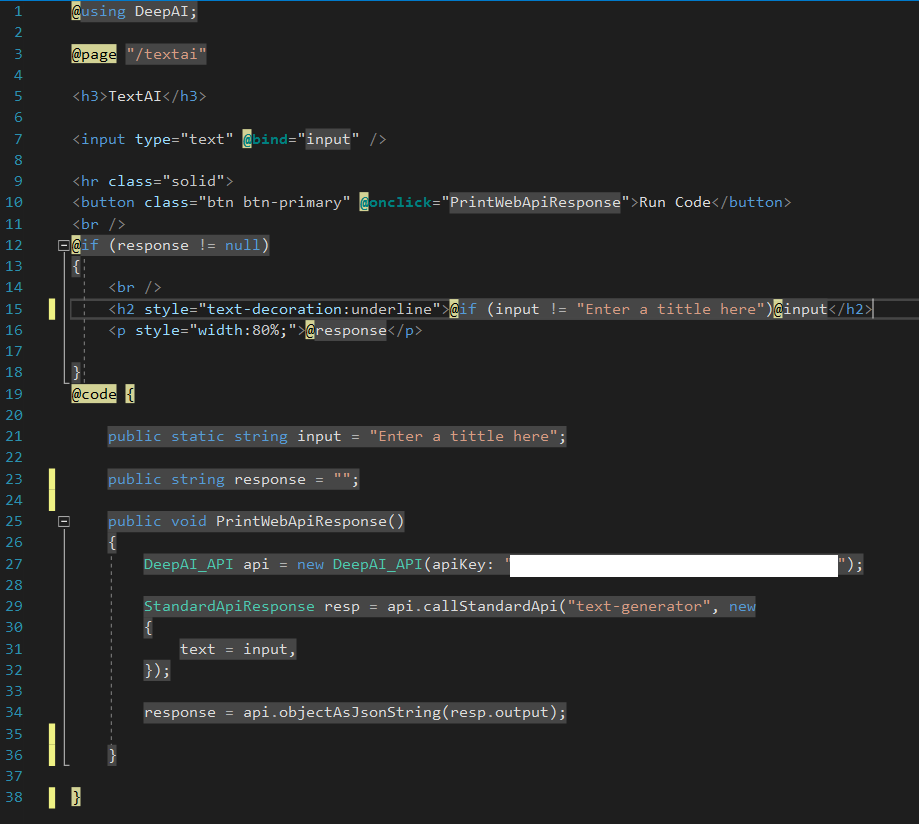 1 @using DeepAI;
2
3 @page "/textai"
4
5 <h3>TextAI</h3>
6
7 <input type="text" @bind="input" />
8
9 <hr class="solid">
10 <button class="btn btn-primary" @onclick="PrintWebApiResponse">Run Code</button>
11 <br />
12 @if (response != null)
13 {
14     <br />
15     <h2 style="text-decoration:underline">@if (input != "Enter a tittle here")@input</h2>
16     <p style="width:80%;">@response</p>
17
18 }
19 @code {
20
21     public static string input = "Enter a tittle here";
22
23     public string response = "";
24
25     public void PrintWebApiResponse()
26     {
27         DeepAI_API api = new DeepAI_API(apiKey: "");
28
29         StandardApiResponse resp = api.callStandardApi("text-generator", new
30         {
31             text = input,
32         });
33
34         response = api.objectAsJsonString(resp.output);
35
36     }
37
38 }